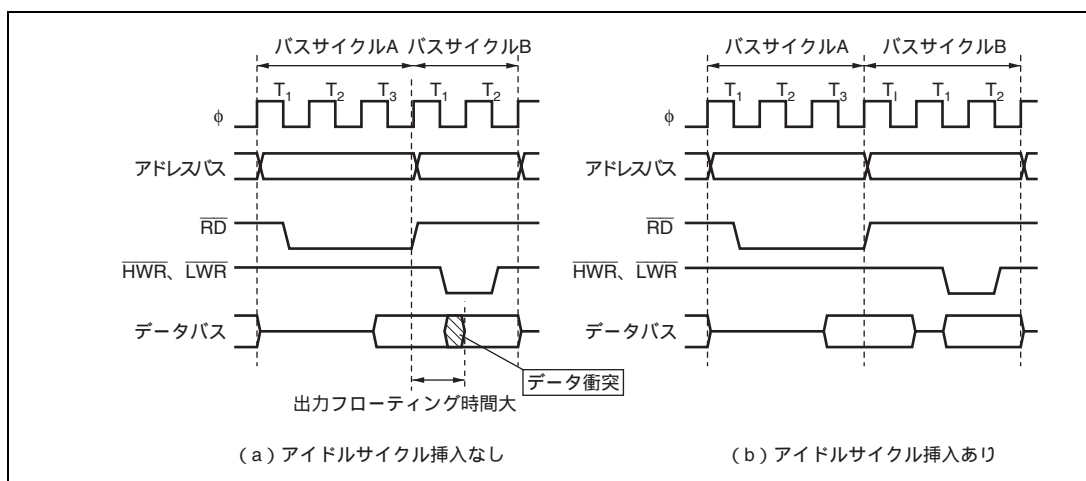 バスサイクルA バスサイクルB
T1 T2 T3 T1 T2
φ
アドレスバス
RD
HWR、LWR
データバス
データ衝突
出力フローティング時間大
(a)アイドルサイクル挿入なし
バスサイクルA バスサイクルB
T1 T2 T3 TI T1 T2
φ
アドレスバス
RD
HWR、LWR
データバス
(b)アイドルサイクル挿入あり